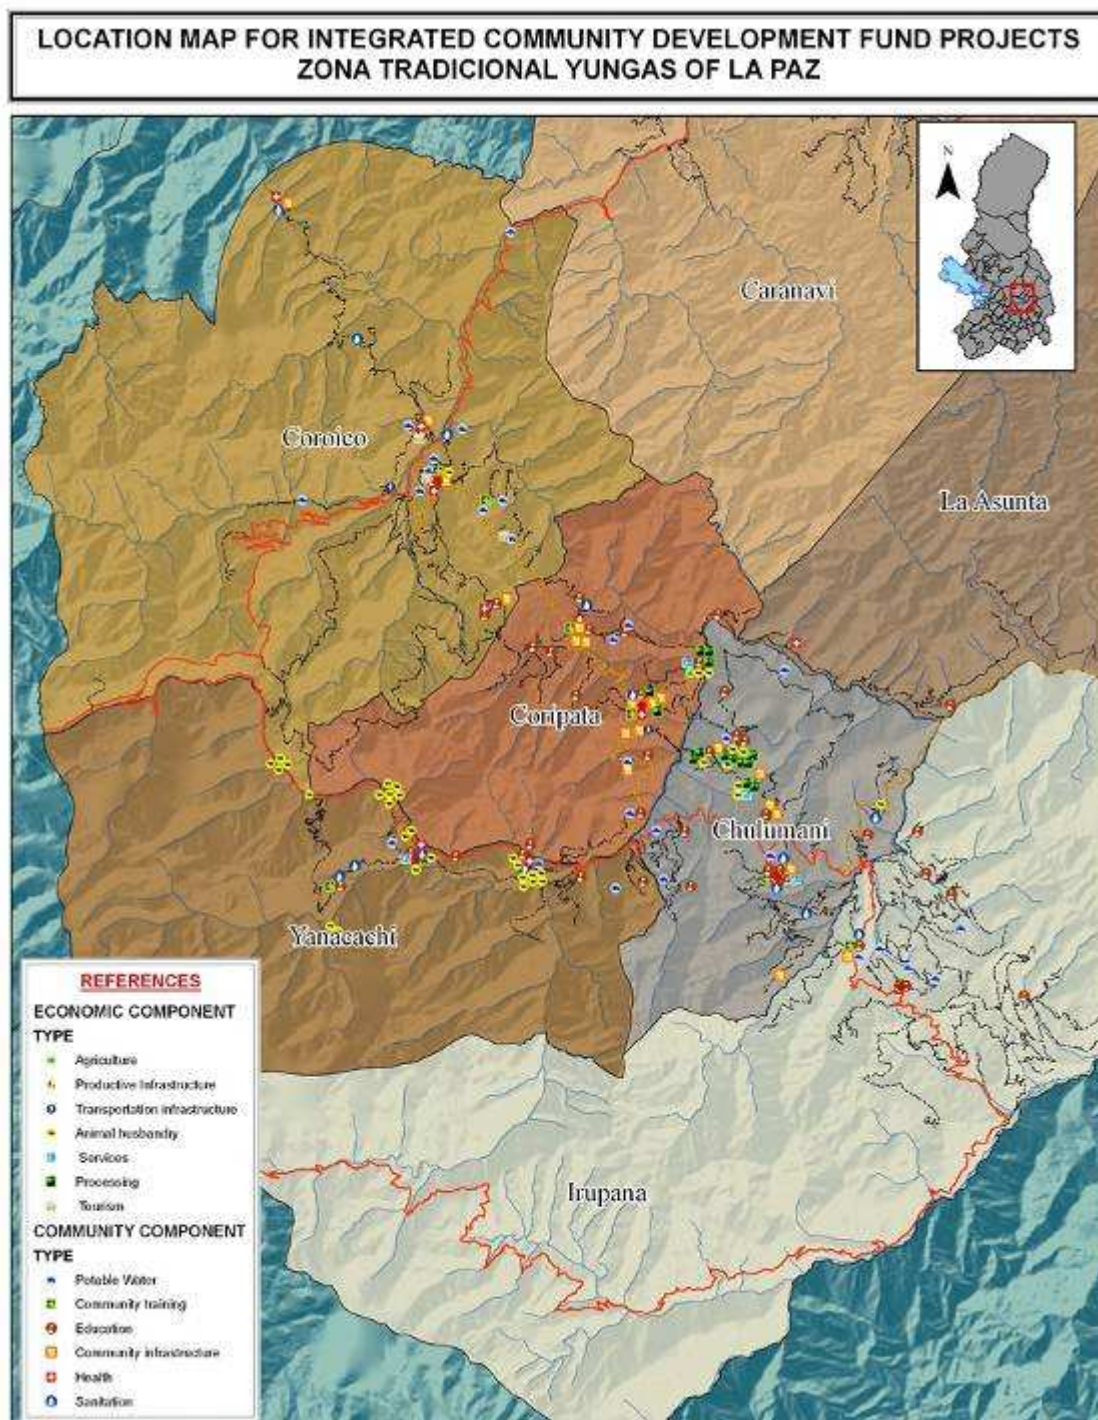 LOCATION MAP FOR INTEGRATED COMMUNITY DEVELOPMENT FUND PROJECTS
ZONA TRADICIONAL YUNGAS OF LA PAZ
N
Caranavi
Coroico
La Asunta
Coripata
Chulumani
Yanacachi
Irupana
REFERENCES
ECONOMIC COMPONENT
TYPE
Agriculture
Productive Infrastructure
Transportation infrastructure
Animal husbandry
Services
Processing
Tourism
COMMUNITY COMPONENT
TYPE
Potable Water
Community training
Education
Community infrastructure
Health
Sanitation